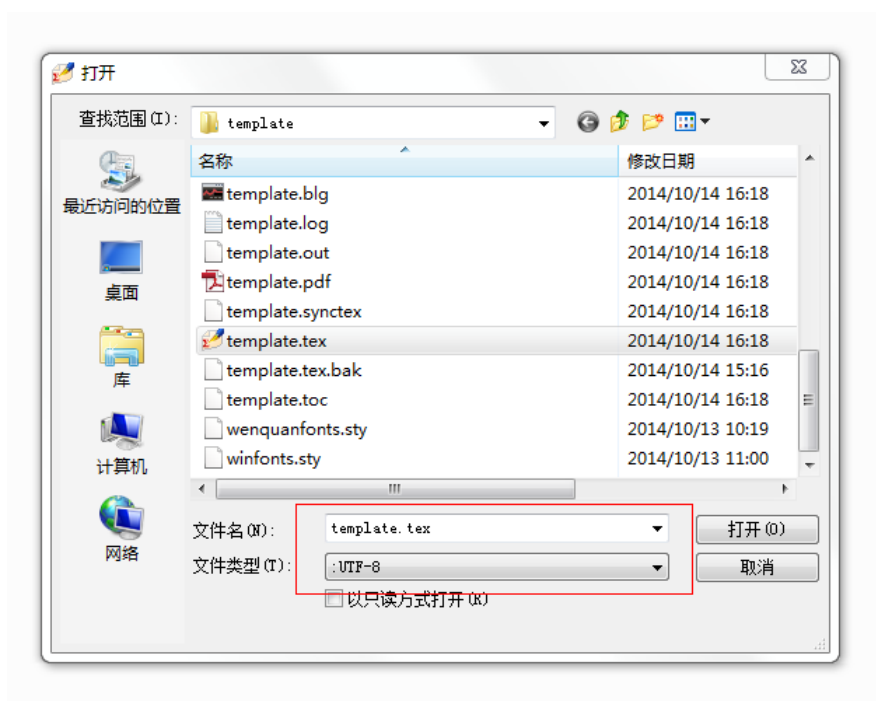 打开
查找范围(I): template
名称 修改日期
template.blg 2014/10/14 16:18
template.log 2014/10/14 16:18
template.out 2014/10/14 16:18
template.pdf 2014/10/14 16:18
template.synctex 2014/10/14 16:18
template.tex 2014/10/14 16:18
template.tex.bak 2014/10/14 15:16
template.toc 2014/10/14 16:18
wenquanfonts.sty 2014/10/13 10:19
winfonts.sty 2014/10/13 11:00
最近访问的位置
桌面
库
计算机
网络
文件名(N): template.tex 打开(O)
文件类型(T): :UTF-8 取消
以只读方式打开(R)